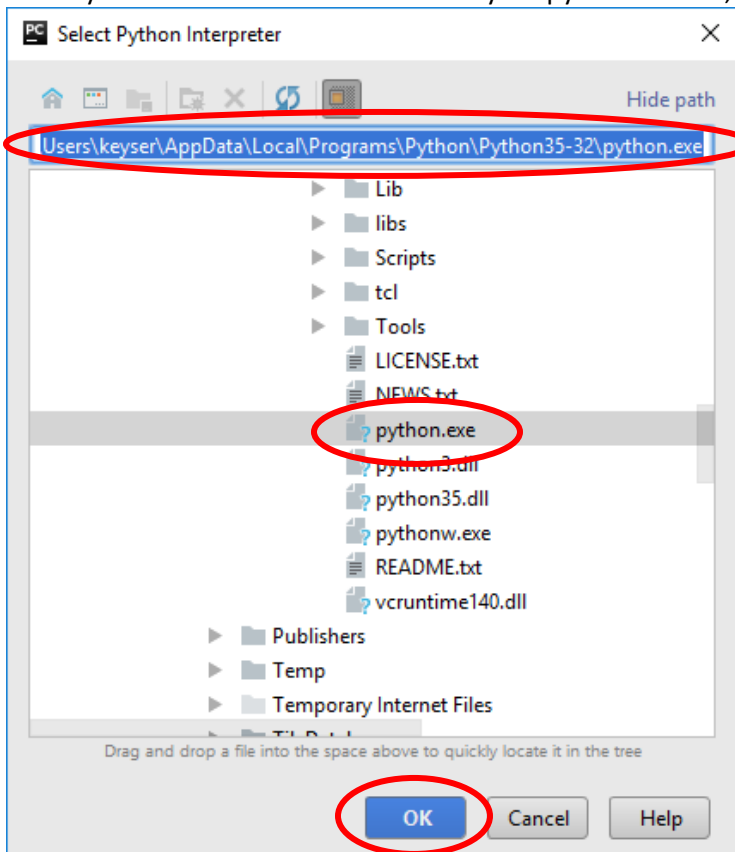 PC Select Python Interpreter
Hide path
Users\keyser\AppData\Local\Programs\Python\Python35-32\python.exe
Lib
libs
Scripts
tcl
Tools
LICENSE.txt
NEWS.txt
python.exe
python3.dll
python35.dll
pythonw.exe
README.txt
vcruntime140.dll
Publishers
Temp
Temporary Internet Files
Drag and drop a file into the space above to quickly locate it in the tree
OK Cancel Help